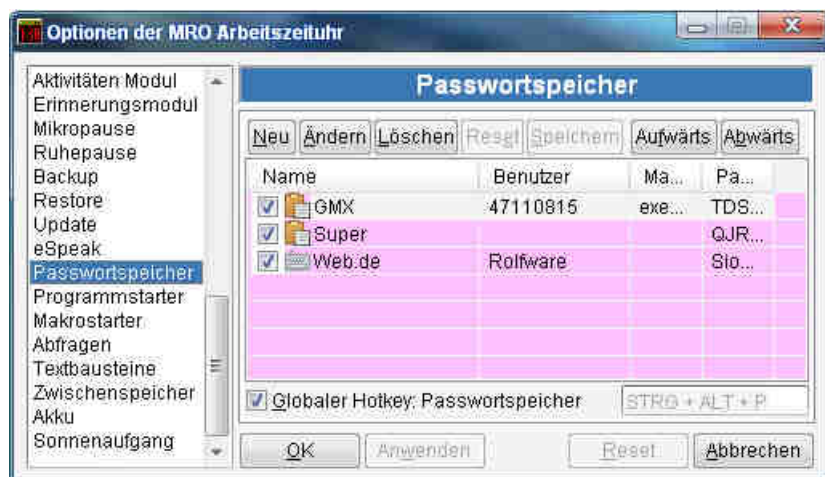 Optionen der MRO Arbeitszeituhr
Aktivitäten Modul
Erinnerungsmodul
Mikropause
Ruhepause
Backup
Restore
Update
eSpeak
Passwortspeicher
Programmstarter
Makrostarter
Abfragen
Textbausteine
Zwischenspeicher
Akku
Sonnenaufgang
Passwortspeicher
Neu Ändern Löschen Reset Speichern Aufwärts Abwärts
Name Benutzer Ma... Pa...
GMX 47110815 exe... TDS...
Super QJR...
Web.de Rolfware Sio...
Globaler Hotkey: Passwortspeicher STRG + ALT + P
OK Anwenden Reset Abbrechen